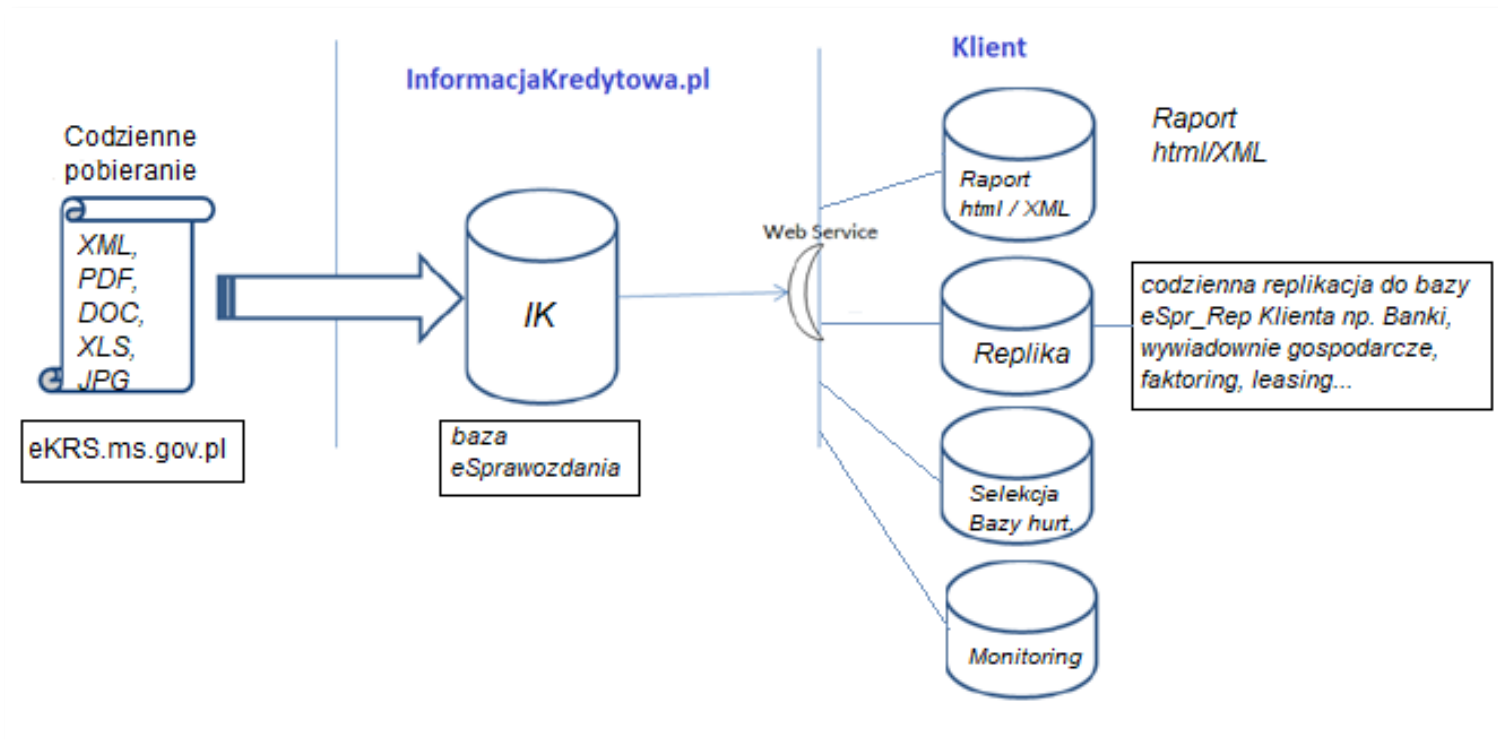 Klient
InformacjaKredytowa.pl
Codzienne
pobieranie
XML,
PDF,
DOC,
XLS,
JPG
eKRS.ms.gov.pl
IK
baza
eSprawozdania
Web Service
Raport
html / XML
Raport
html/XML
Replika
codzienna replikacja do bazy
eSpr_Rep Klienta np. Banki,
wywiadownie gospodarcze,
faktoring, leasing...
Selekcja
Bazy hurt.
Monitoring